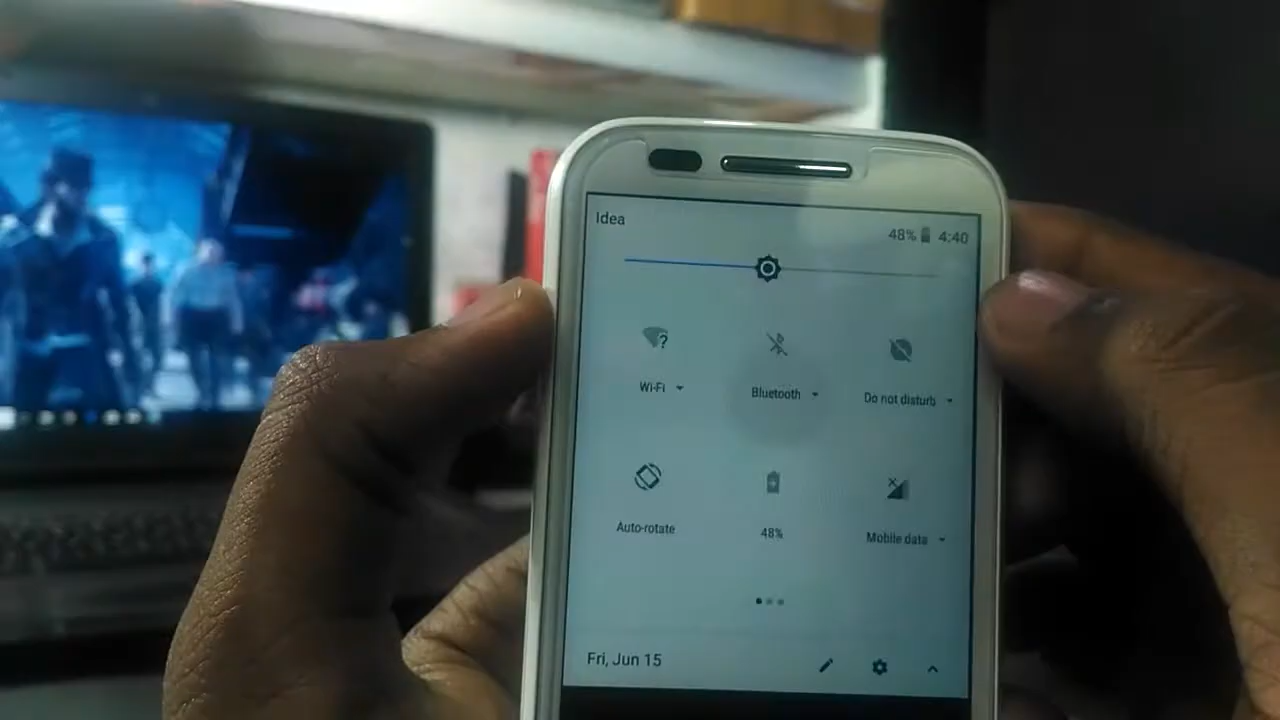 Idea
48% 4:40
Wi-Fi Bluetooth Do not disturb
Auto-rotate 48% Mobile data
Fri, Jun 15